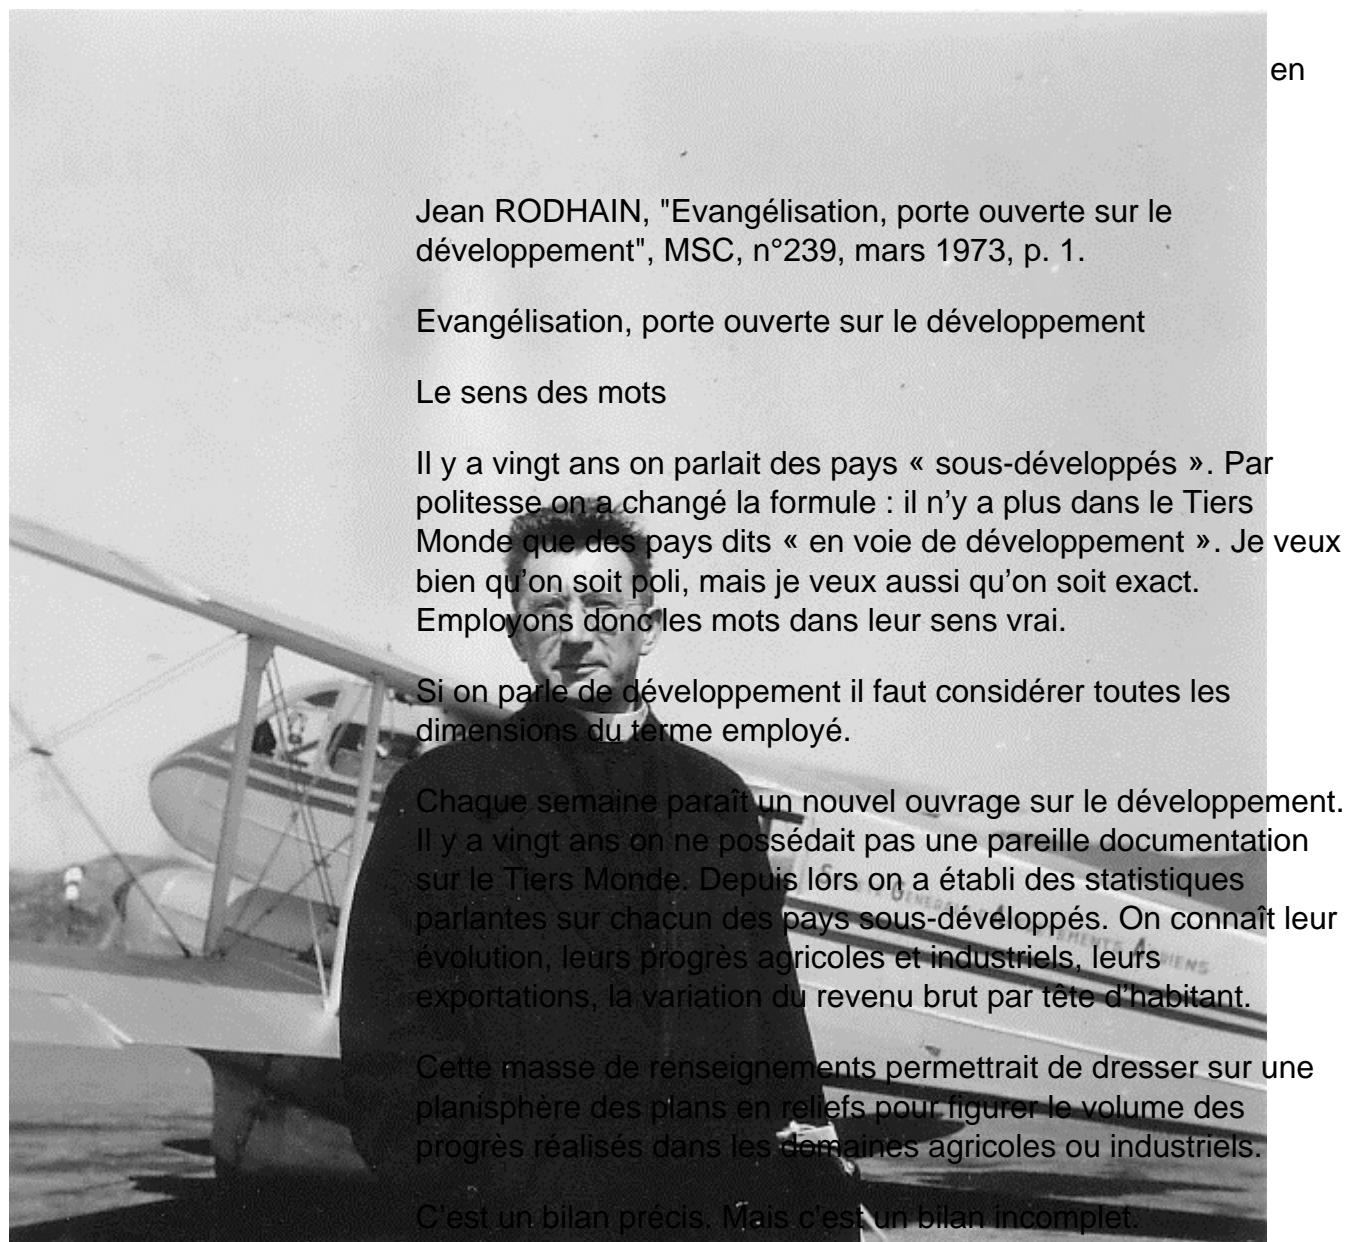 en
Jean RODHAIN, "Evangélisation, porte ouverte sur le
développement", MSC, n°239, mars 1973, p. 1.
Evangélisation, porte ouverte sur le développement
Le sens des mots
Il y a vingt ans on parlait des pays « sous-développés ». Par
politesse on a changé la formule : il n’y a plus dans le Tiers
Monde que des pays dits « en voie de développement ». Je veux
bien qu’on soit poli, mais je veux aussi qu’on soit exact.
Employons donc les mots dans leur sens vrai.
Si on parle de développement il faut considérer toutes les
dimensions du terme employé.
Chaque semaine paraît un nouvel ouvrage sur le développement.
Il y a vingt ans on ne possédait pas une pareille documentation
sur le Tiers Monde. Depuis lors on a établi des statistiques
parlantes sur chacun des pays sous-développés. On connaît leur
évolution, leurs progrès agricoles et industriels, leurs
exportations, la variation du revenu brut par tête d’habitant.
Cette masse de renseignements permettrait de dresser sur une
planisphère des plans en reliefs pour figurer le volume des
progrès réalisés dans les domaines agricoles ou industriels.
C'est un bilan précis. Mais c'est un bilan incomplet.